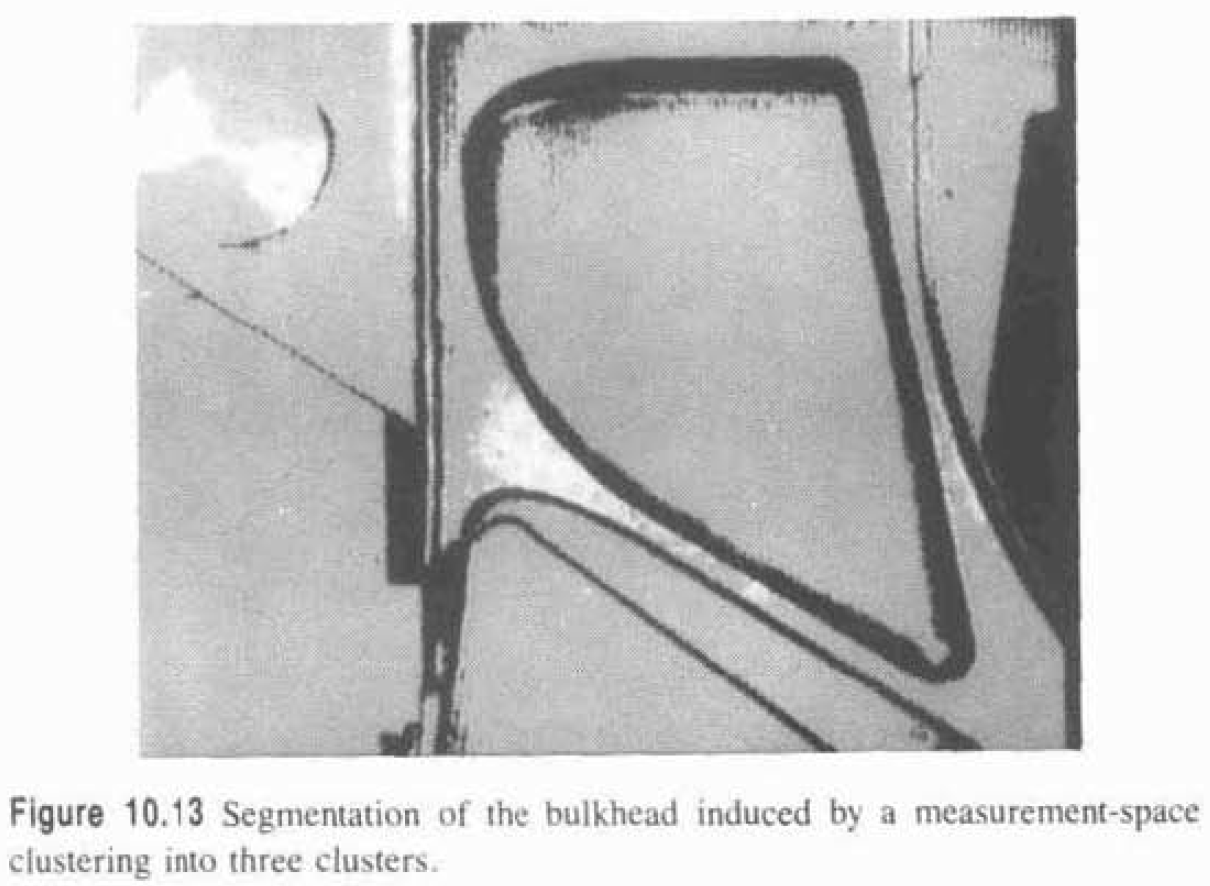 Figure 10.13 Segmentation of the bulkhead induced by a measurement-space
clustering into three clusters.